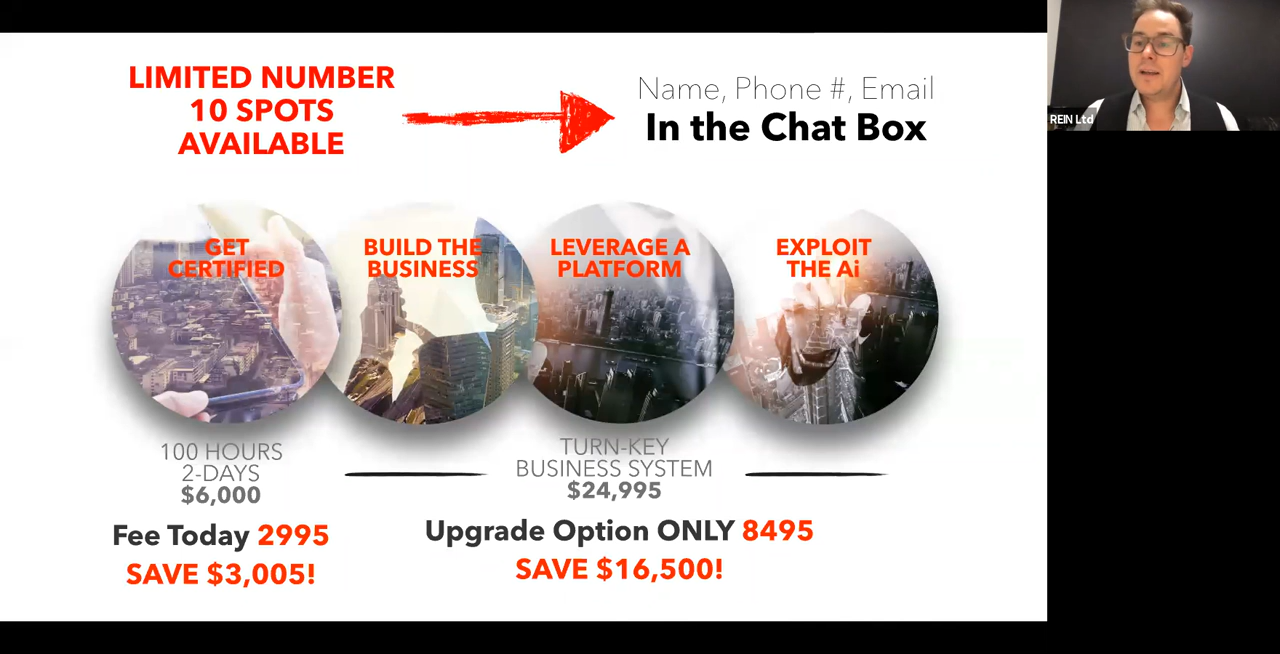 LIMITED NUMBER
10 SPOTS
AVAILABLE
Name, Phone #, Email
In the Chat Box
REIN Ltd
GET
CERTIFIED
BUILD THE
BUSINESS
LEVERAGE A
PLATFORM
EXPLOIT
THE Ai
100 HOURS
2-DAYS
$6,000
TURN-KEY
BUSINESS SYSTEM
$24,995
Fee Today 2995
SAVE $3,005!
Upgrade Option ONLY 8495
SAVE $16,500!